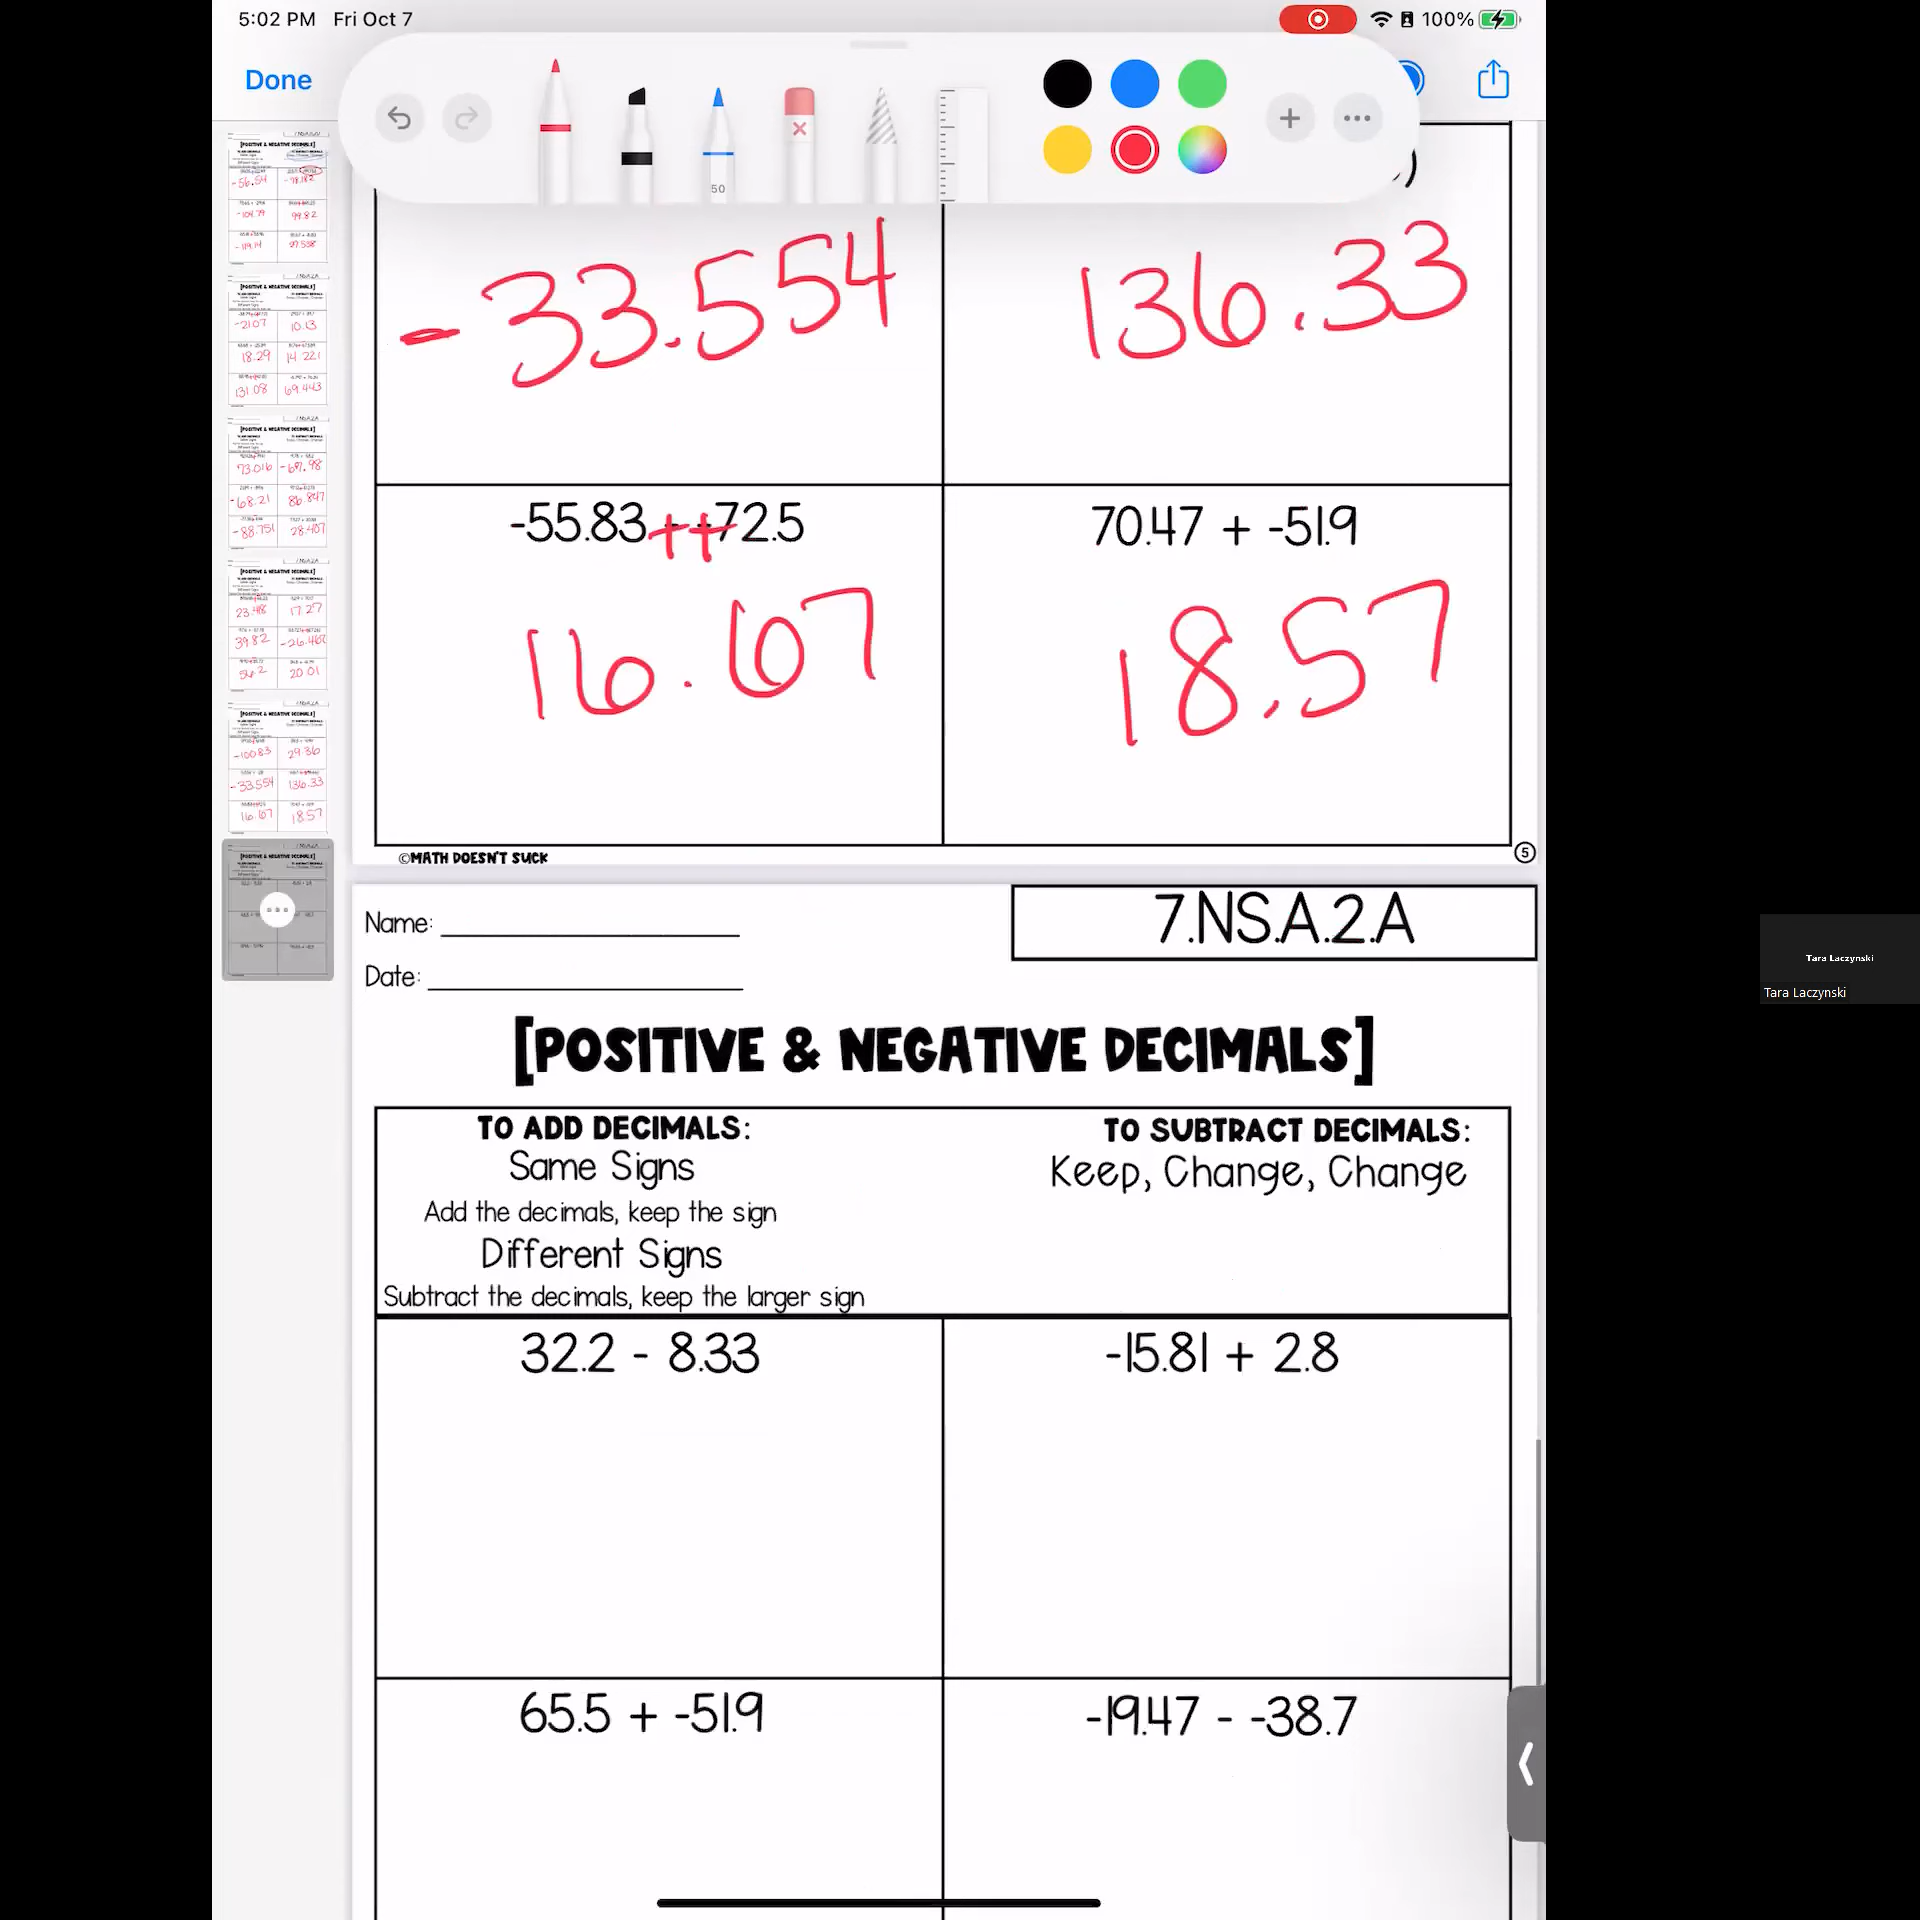 5:02 PM Fri Oct 7
100%
Done
50
)
-33.554
136.33
-55.83 - -72.5
++
70.47 + -51.9
16.67
18.57
©MATH DOESN'T SUCK
5
Name:
7.NS.A.2.A
Date:
[POSITIVE & NEGATIVE DECIMALS]
TO ADD DECIMALS:
Same Signs
Add the decimals, keep the sign
Different Signs
Subtract the decimals, keep the larger sign
TO SUBTRACT DECIMALS:
Keep, Change, Change
32.2 - 8.33
-15.81 + 2.8
65.5 + -51.9
-19.47 - -38.7
Tara Laczynski
Tara Laczynski